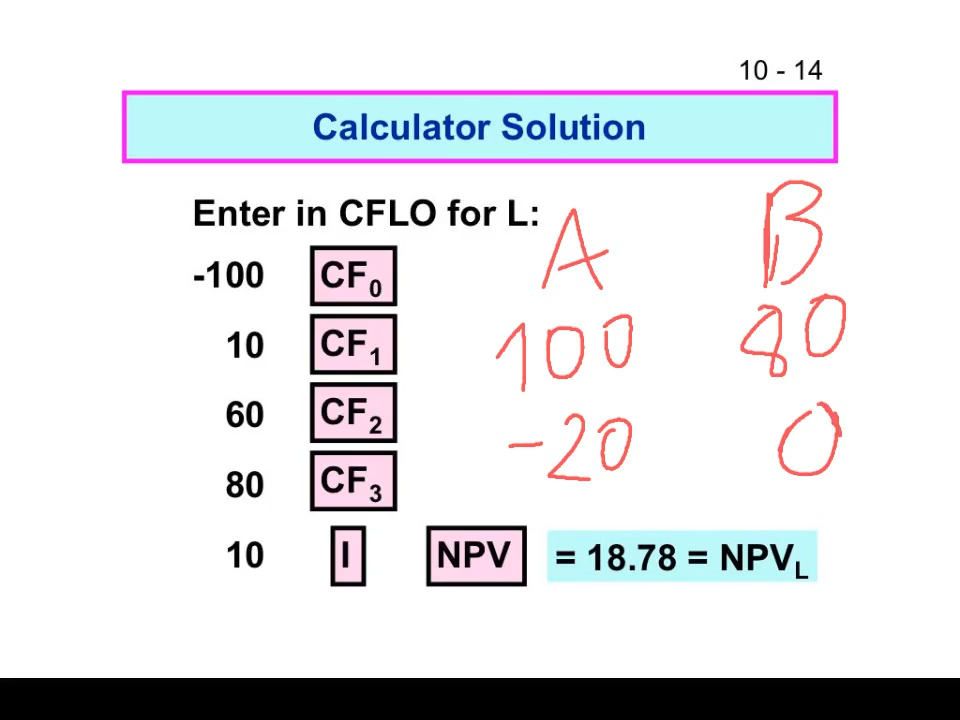 10 - 14
Calculator Solution
Enter in CFLO for L:
A B
-100 CF0
10 CF1
100 80
60 CF2
-20 0
80 CF3
10 I NPV = 18.78 = NPVL